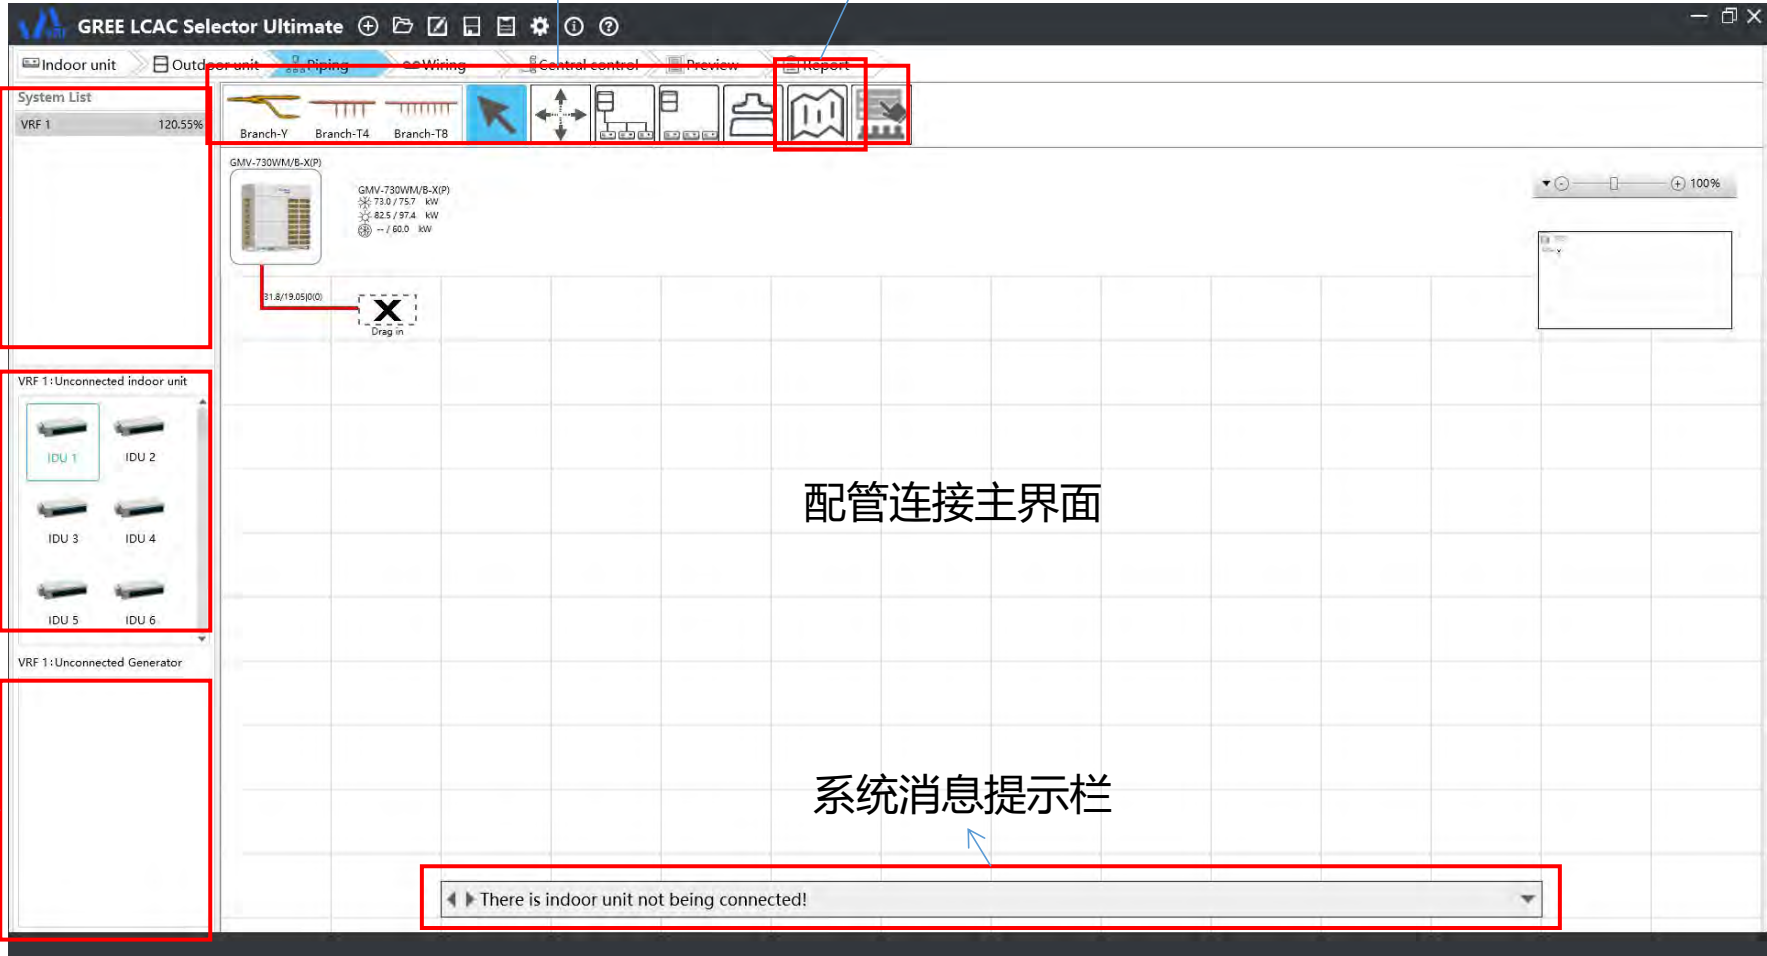 GREE LCAC Selector Ultimate
Indoor unit
Outdoor unit
Piping
Wiring
Central control
Preview
Report
System List
VRF 1 120.55%
Branch-Y
Branch-T4
Branch-T8
GMV-730WM/B-X(P)
GMV-730WM/B-X(P)
73.0 / 75.7 kW
82.5 / 97.4 kW
-- / 60.0 kW
100%
31.8/19.05|0(0)
Drag in
VRF 1:Unconnected indoor unit
IDU 1
IDU 2
IDU 3
IDU 4
IDU 5
IDU 6
VRF 1:Unconnected Generator
配管连接主界面
系统消息提示栏
There is indoor unit not being connected!